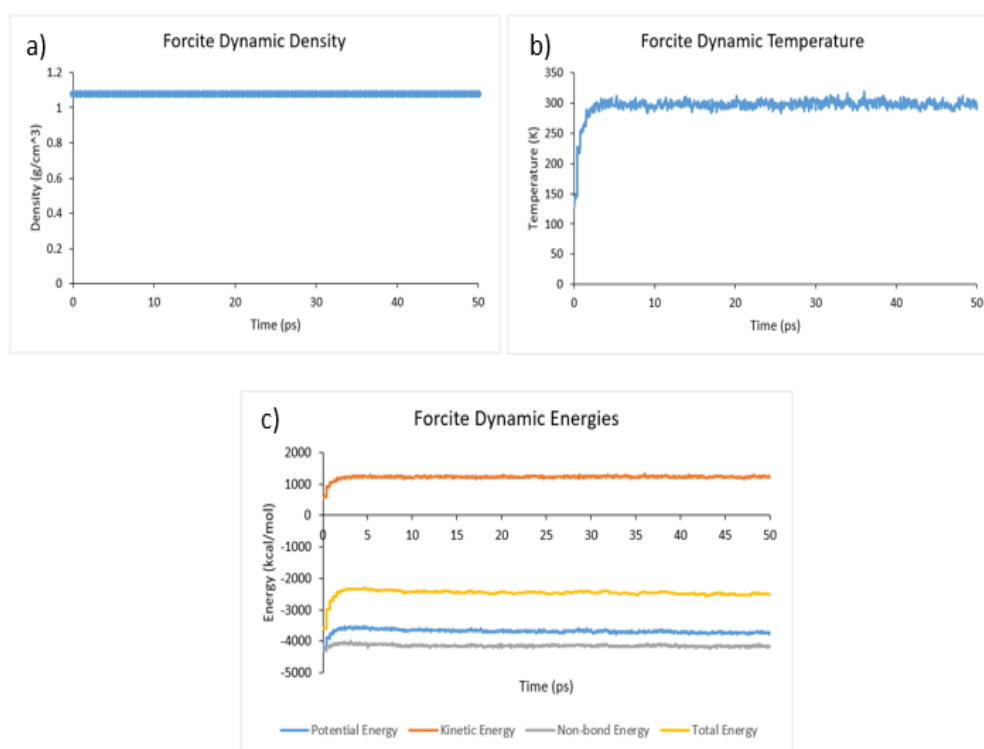 a)
Forcite Dynamic Density
1.2
1
0.8
0.6
0.4
0.2
0
Density (g/cm^3)
0 10 20 30 40 50
Time (ps)
b)
Forcite Dynamic Temperature
350
300
250
200
150
100
50
0
Temperature (K)
0 10 20 30 40 50
Time (ps)
c)
Forcite Dynamic Energies
2000
1000
0
-1000
-2000
-3000
-4000
-5000
Energy (kcal/mol)
0 5 10 15 20 25 30 35 40 45 50
Time (ps)
Potential Energy Kinetic Energy Non-bond Energy Total Energy